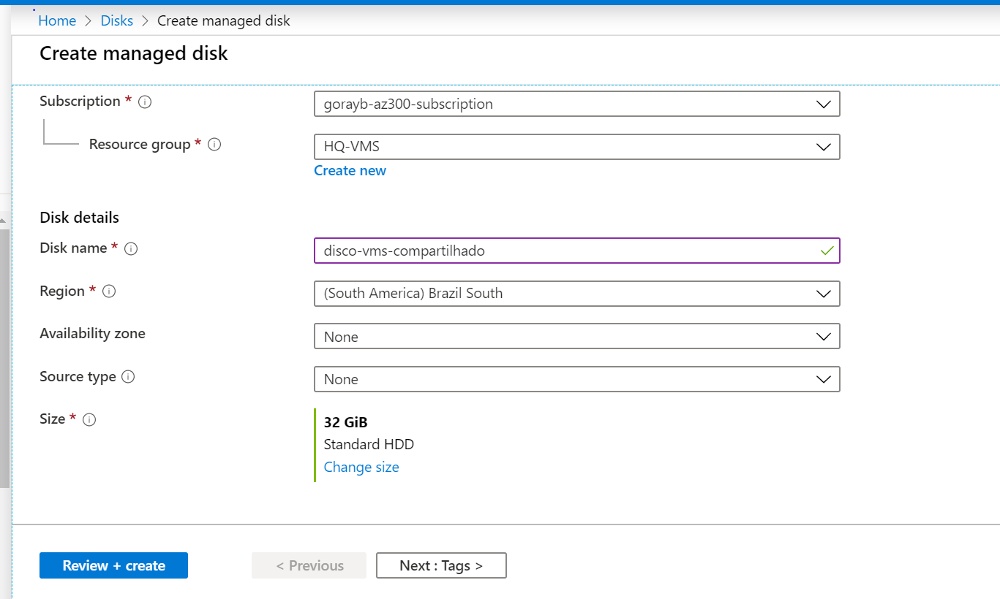 Home > Disks > Create managed disk
Create managed disk
Subscription *
gorayb-az300-subscription
Resource group *
HQ-VMS
Create new
Disk details
Disk name *
disco-vms-compartilhado
Region *
(South America) Brazil South
Availability zone
None
Source type
None
Size *
32 GiB
Standard HDD
Change size
Review + create
< Previous
Next : Tags >